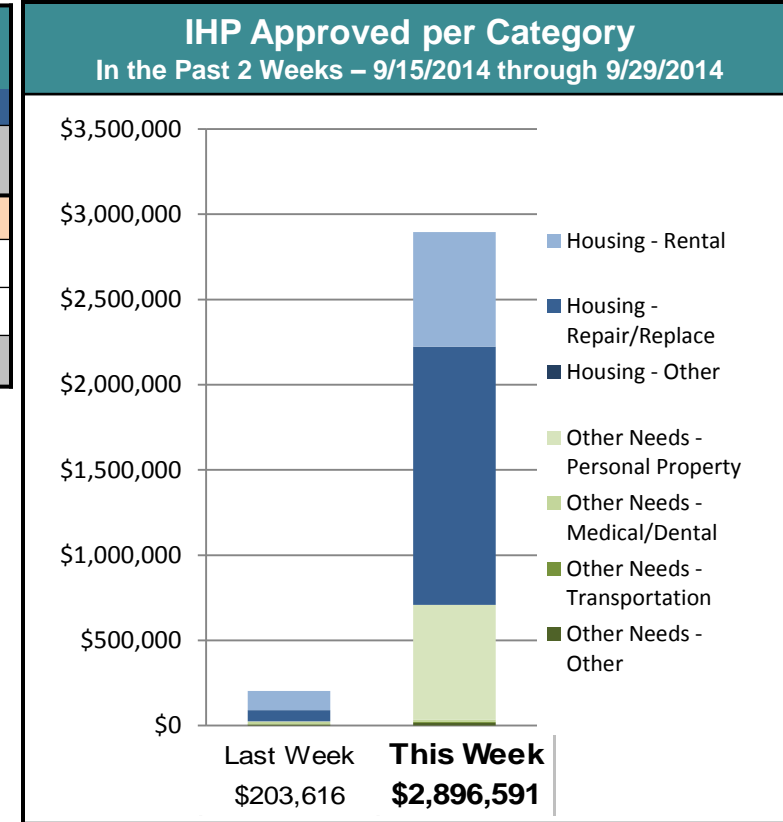 IHP Approved per Category
In the Past 2 Weeks – 9/15/2014 through 9/29/2014
$3,500,000
$3,000,000
$2,500,000
$2,000,000
$1,500,000
$1,000,000
$500,000
$0
Last Week
This Week
$203,616
$2,896,591
Housing - Rental
Housing -
Repair/Replace
Housing - Other
Other Needs -
Personal Property
Other Needs -
Medical/Dental
Other Needs -
Transportation
Other Needs -
Other